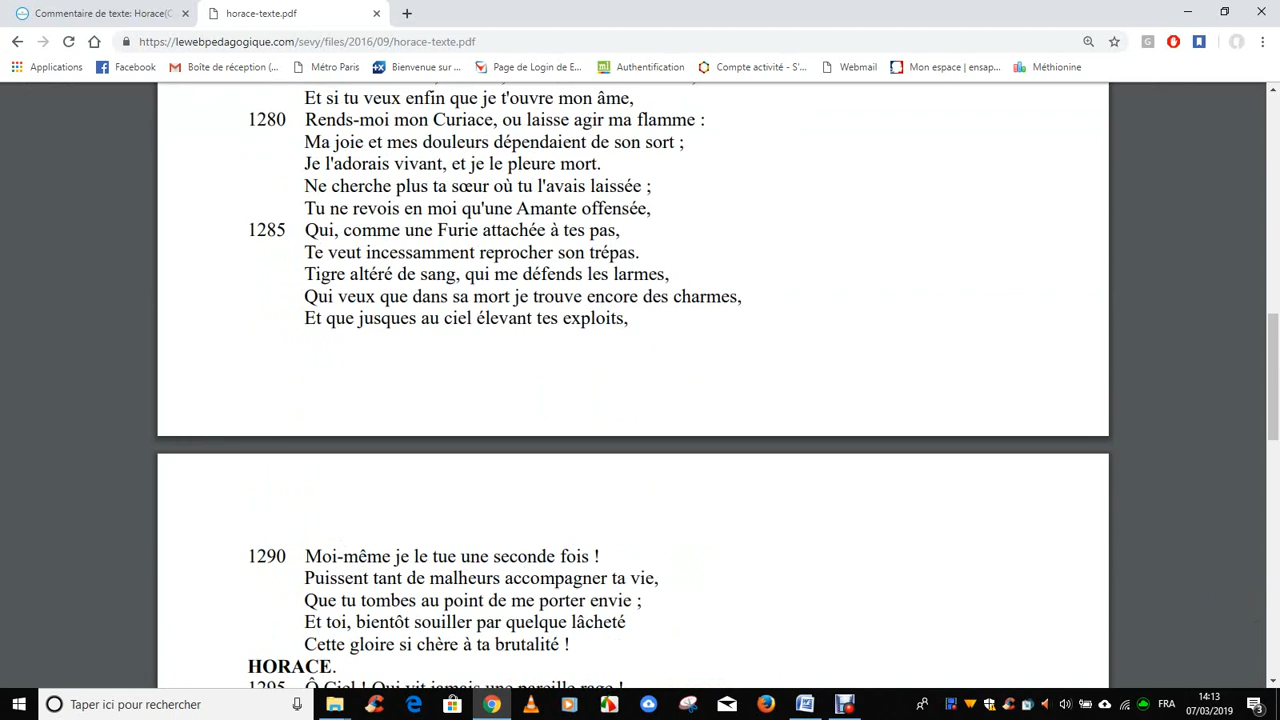 Commentaire de texte: Horace(C
horace-texte.pdf
https://lewebpedagogique.com/sevy/files/2016/09/horace-texte.pdf
Applications Facebook Boîte de réception (... Métro Paris Bienvenue sur ... Page de Login de E... Authentification Compte activité - S'... Webmail Mon espace ; ensap... Méthionine
Et si tu veux enfin que je t'ouvre mon âme,
1280 Rends-moi mon Curiace, ou laisse agir ma flamme :
Ma joie et mes douleurs dépendaient de son sort ;
Je l'adorais vivant, et je le pleure mort.
Ne cherche plus ta sœur où tu l'avais laissée ;
Tu ne revois en moi qu'une Amante offensée,
1285 Qui, comme une Furie attachée à tes pas,
Te veut incessamment reprocher son trépas.
Tigre altéré de sang, qui me défends les larmes,
Qui veux que dans sa mort je trouve encore des charmes,
Et que jusques au ciel élevant tes exploits,
1290 Moi-même je le tue une seconde fois !
Puissent tant de malheurs accompagner ta vie,
Que tu tombes au point de me porter envie ;
Et toi, bientôt souiller par quelque lâcheté
Cette gloire si chère à ta brutalité !
HORACE.
1295 Ô Ciel ! Qui vit jamais une pareille rage !
Taper ici pour rechercher
FRA
14:13
07/03/2019